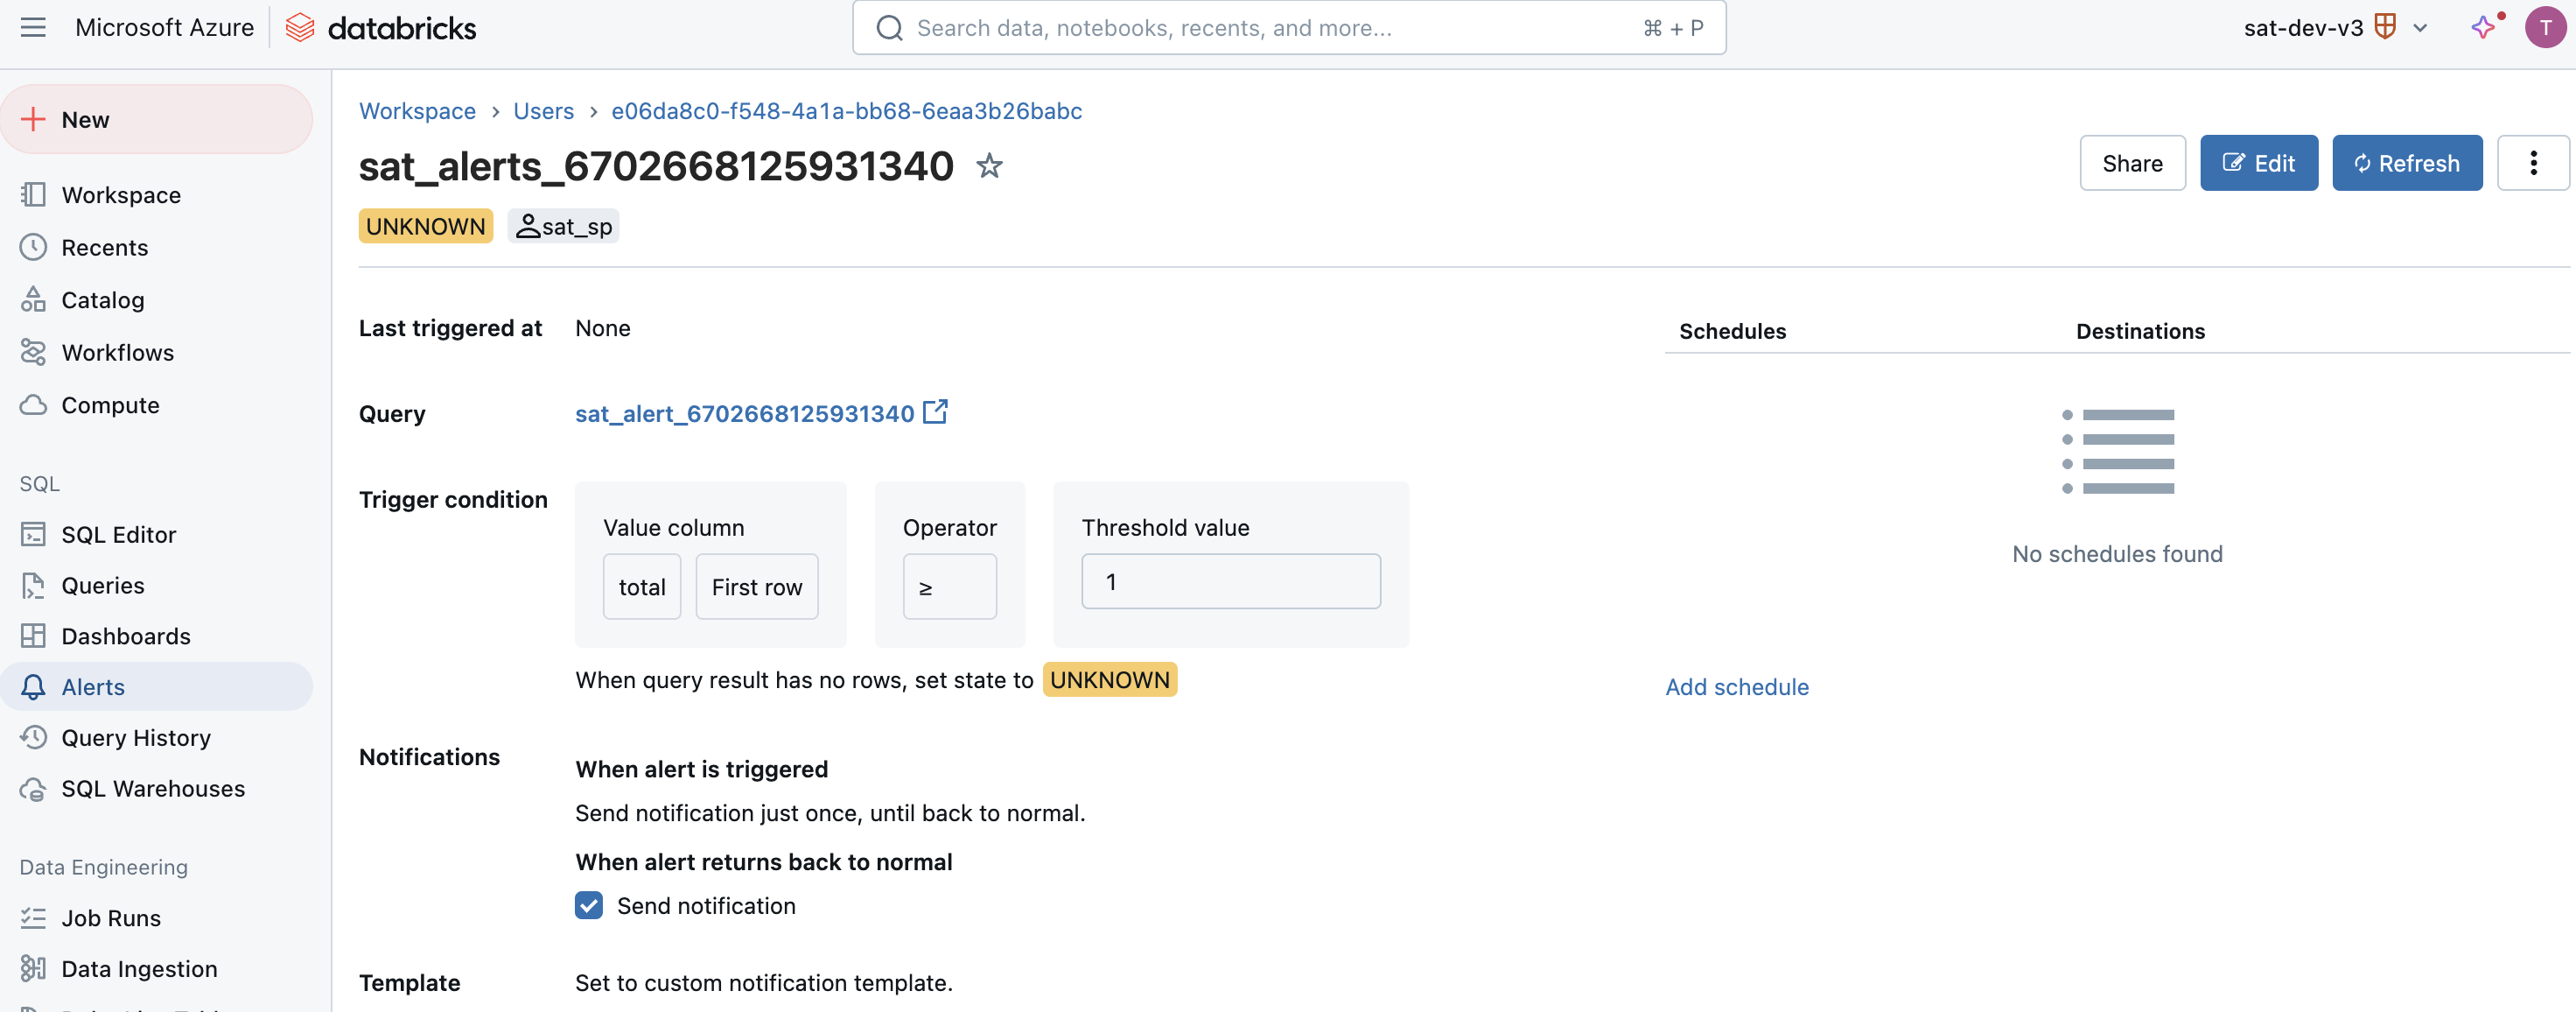 Microsoft Azure databricks Search data, notebooks, recents, and more... ⌘ + P sat-dev-v3 T
New
Workspace
Recents
Catalog
Workflows
Compute
SQL
SQL Editor
Queries
Dashboards
Alerts
Query History
SQL Warehouses
Data Engineering
Job Runs
Data Ingestion
Workspace > Users > e06da8c0-f548-4a1a-bb68-6eaa3b26babc
sat_alerts_6702668125931340
Share Edit Refresh
UNKNOWN sat_sp
Last triggered at None
Query sat_alert_6702668125931340
Trigger condition
Value column Operator Threshold value
total First row ≥ 1
When query result has no rows, set state to UNKNOWN
Notifications
When alert is triggered
Send notification just once, until back to normal.
When alert returns back to normal
Send notification
Template Set to custom notification template.
Schedules Destinations
No schedules found
Add schedule